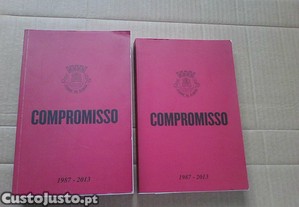 COMPROMISSO
1987 - 2013
COMPROMISSO
1987 - 2013
CustoJusto.pt